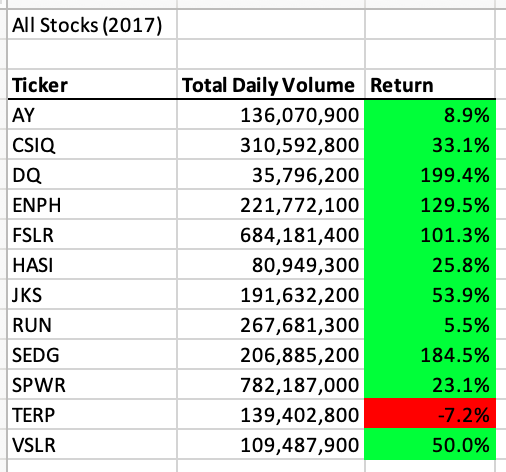 All Stocks (2017)
Ticker Total Daily Volume Return
AY 136,070,900 8.9%
CSIQ 310,592,800 33.1%
DQ 35,796,200 199.4%
ENPH 221,772,100 129.5%
FSLR 684,181,400 101.3%
HASI 80,949,300 25.8%
JKS 191,632,200 53.9%
RUN 267,681,300 5.5%
SEDG 206,885,200 184.5%
SPWR 782,187,000 23.1%
TERP 139,402,800 -7.2%
VSLR 109,487,900 50.0%